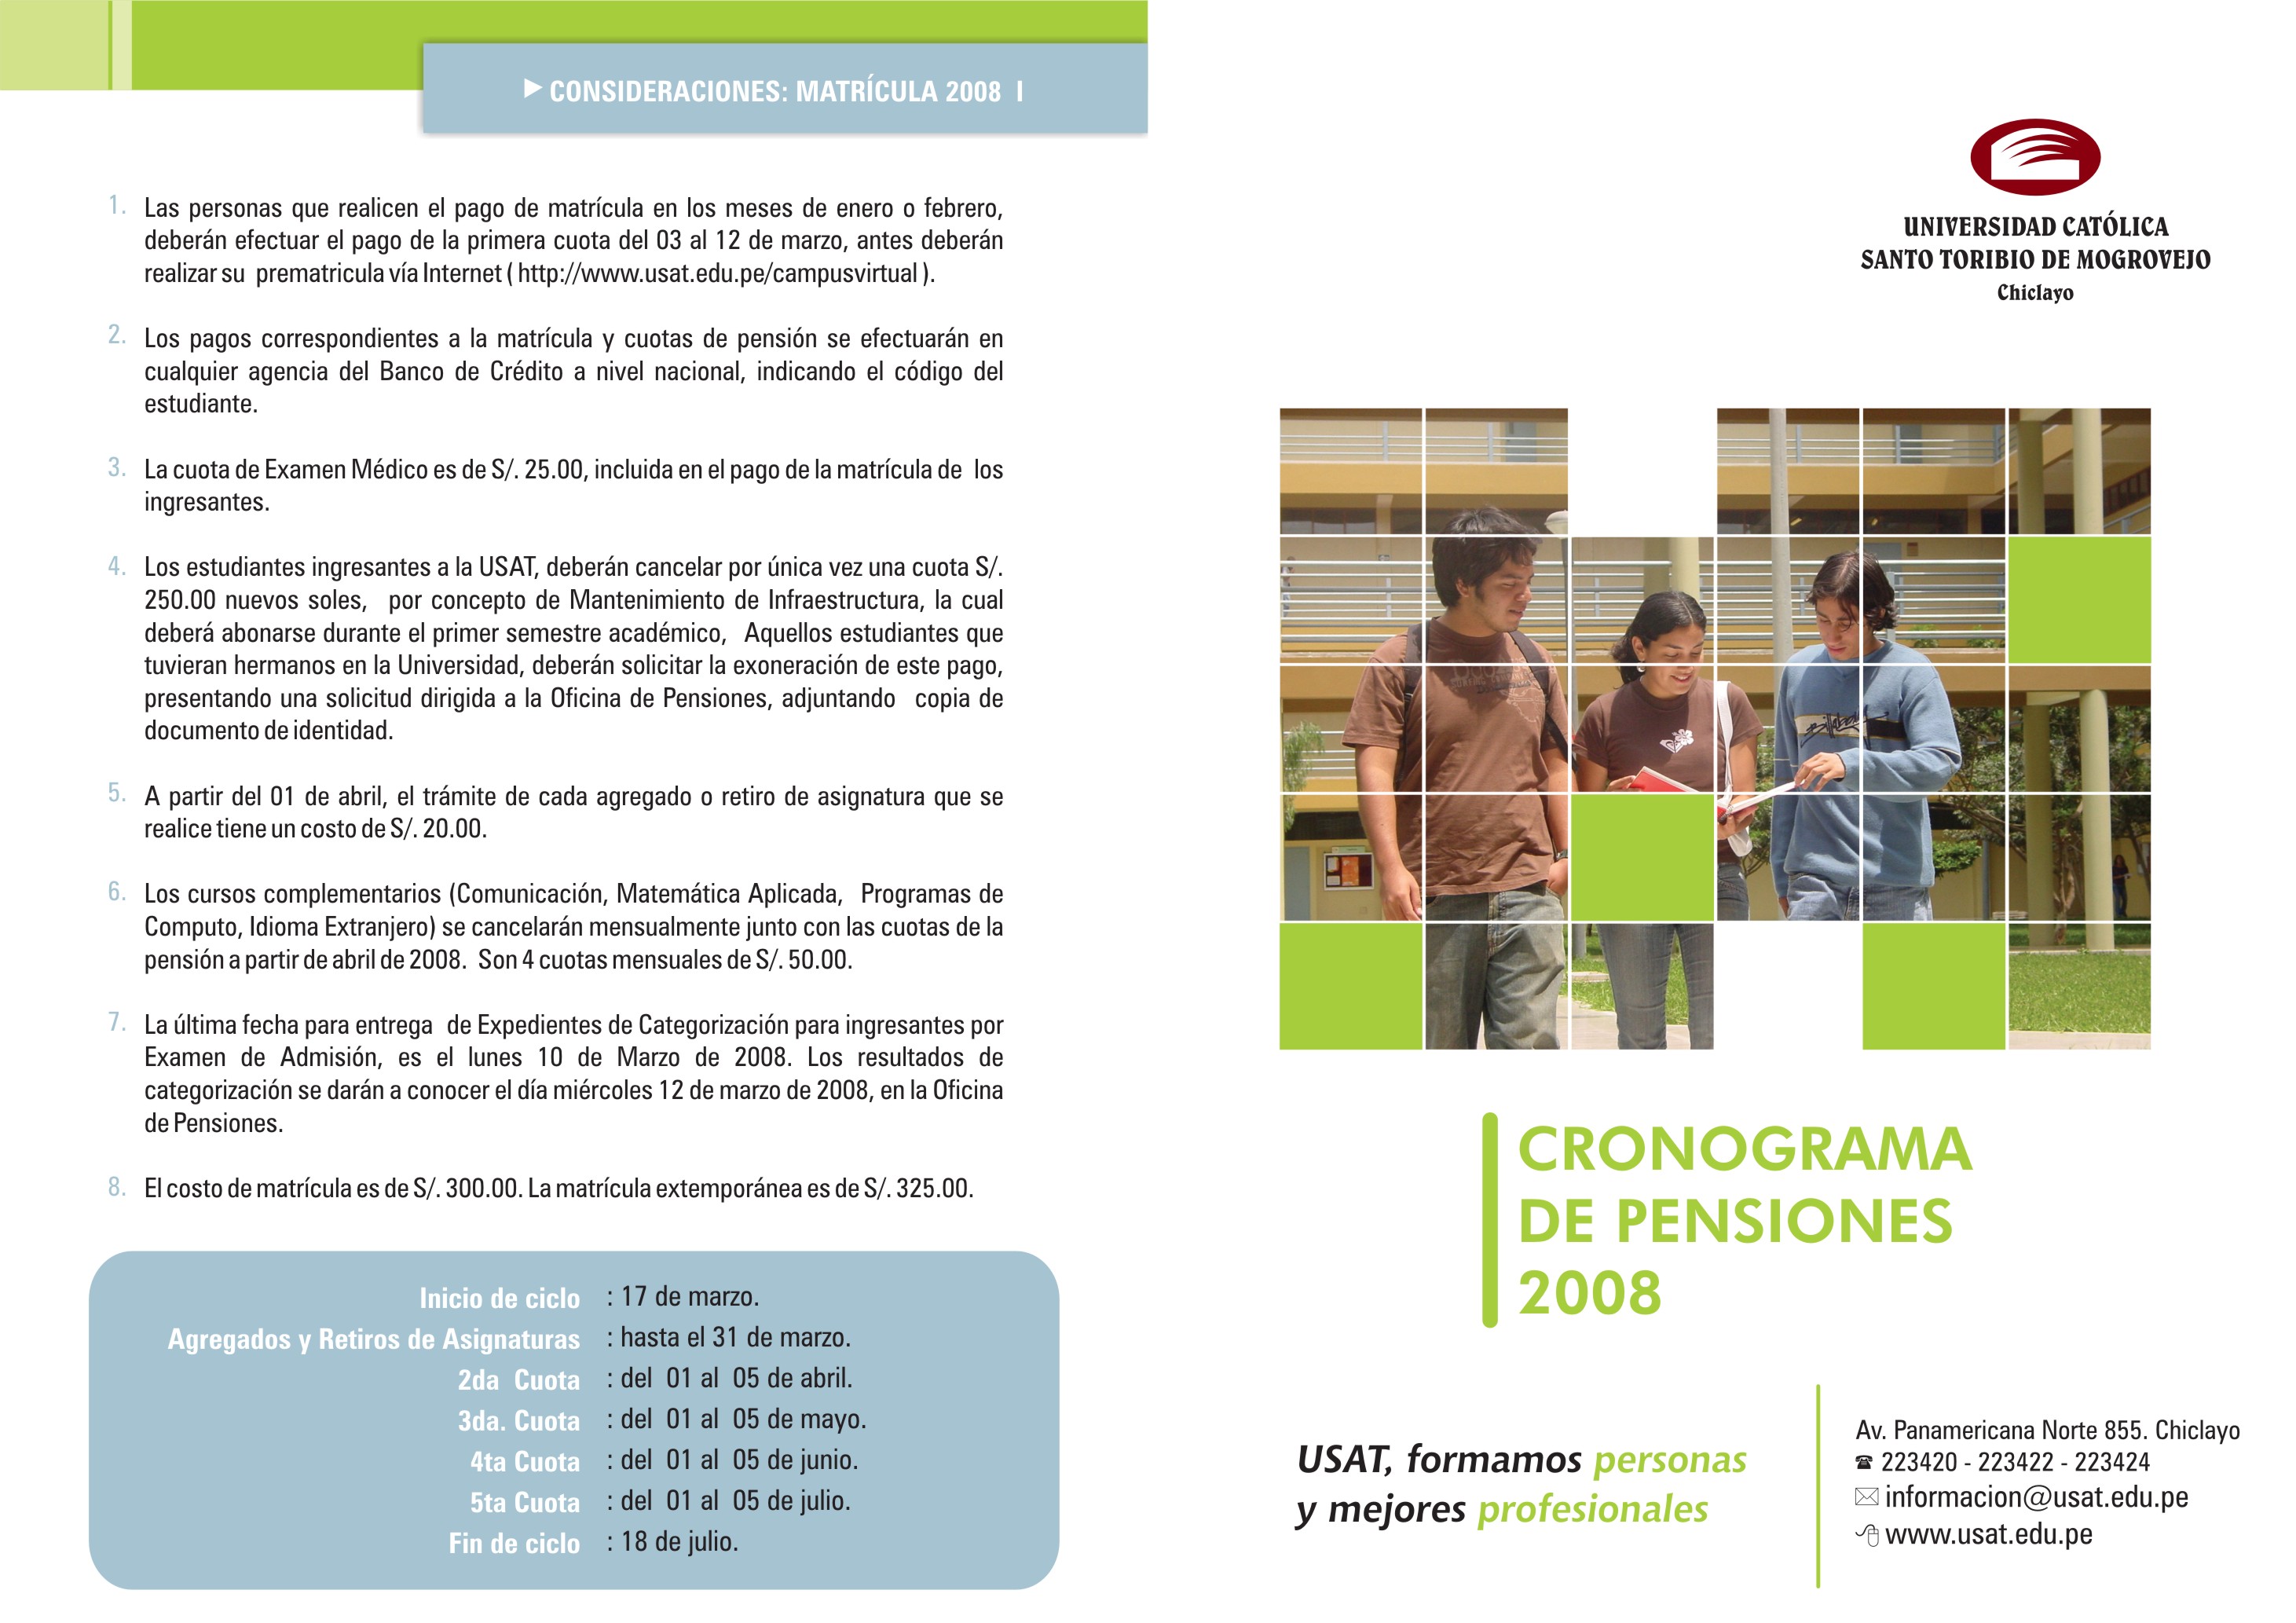 ▶ CONSIDERACIONES: MATRÍCULA 2008 I
1. Las personas que realicen el pago de matrícula en los meses de enero o febrero,
deberán efectuar el pago de la primera cuota del 03 al 12 de marzo, antes deberán
realizar su prematricula vía Internet ( http://www.usat.edu.pe/campusvirtual ).
2. Los pagos correspondientes a la matrícula y cuotas de pensión se efectuarán en
cualquier agencia del Banco de Crédito a nivel nacional, indicando el código del
estudiante.
3. La cuota de Examen Médico es de S/. 25.00, incluida en el pago de la matrícula de los
ingresantes.
4. Los estudiantes ingresantes a la USAT, deberán cancelar por única vez una cuota S/.
250.00 nuevos soles, por concepto de Mantenimiento de Infraestructura, la cual
deberá abonarse durante el primer semestre académico, Aquellos estudiantes que
tuvieran hermanos en la Universidad, deberán solicitar la exoneración de este pago,
presentando una solicitud dirigida a la Oficina de Pensiones, adjuntando copia de
documento de identidad.
5. A partir del 01 de abril, el trámite de cada agregado o retiro de asignatura que se
realice tiene un costo de S/. 20.00.
6. Los cursos complementarios (Comunicación, Matemática Aplicada, Programas de
Computo, Idioma Extranjero) se cancelarán mensualmente junto con las cuotas de la
pensión a partir de abril de 2008. Son 4 cuotas mensuales de S/. 50.00.
7. La última fecha para entrega de Expedientes de Categorización para ingresantes por
Examen de Admisión, es el lunes 10 de Marzo de 2008. Los resultados de
categorización se darán a conocer el día miércoles 12 de marzo de 2008, en la Oficina
de Pensiones.
8. El costo de matrícula es de S/. 300.00. La matrícula extemporánea es de S/. 325.00.
Inicio de ciclo : 17 de marzo.
Agregados y Retiros de Asignaturas : hasta el 31 de marzo.
2da Cuota : del 01 al 05 de abril.
3da. Cuota : del 01 al 05 de mayo.
4ta Cuota : del 01 al 05 de junio.
5ta Cuota : del 01 al 05 de julio.
Fin de ciclo : 18 de julio.
UNIVERSIDAD CATÓLICA
SANTO TORIBIO DE MOGROVEJO
Chiclayo
Billabong
CRONOGRAMA
DE PENSIONES
2008
USAT, formamos personas
y mejores profesionales
Av. Panamericana Norte 855. Chiclayo
223420 - 223422 - 223424
informacion@usat.edu.pe
www.usat.edu.pe